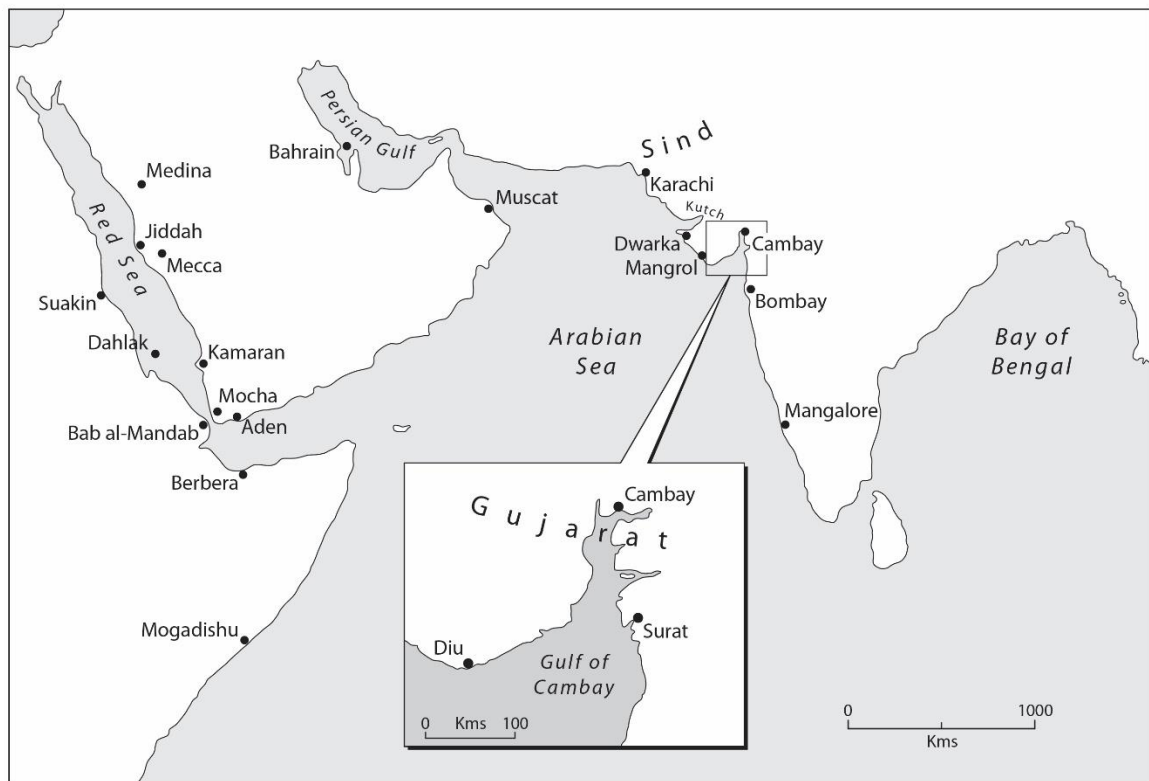 Persian Gulf
Bahrain
Sind
Medina
Karachi
Muscat
Kutch
Red Sea
Jiddah
Mecca
Dwarka
Cambay
Mangrol
Suakin
Bombay
Dahlak
Kamaran
Arabian
Sea
Bay of
Bengal
Mocha
Aden
Bab al-Mandab
Mangalore
Berbera
Cambay
Gujarat
Mogadishu
Surat
Diu
Gulf of
Cambay
0 Kms 100
0 1000
Kms